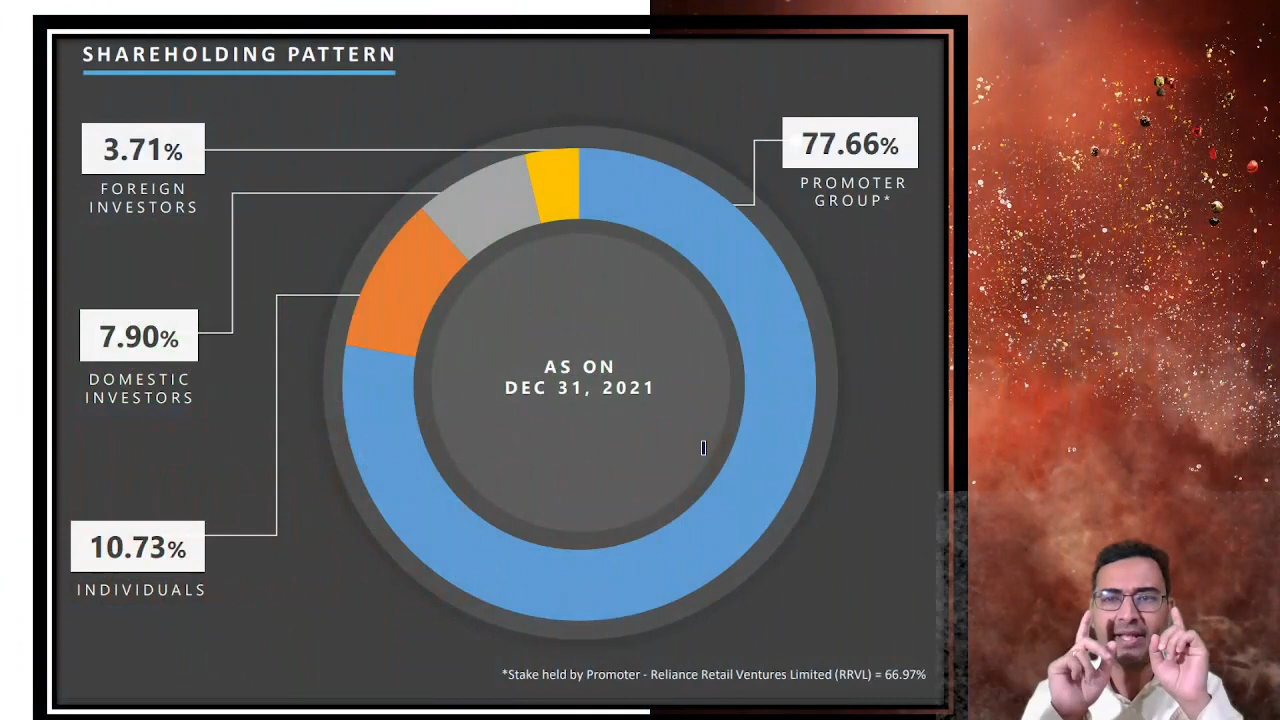 SHAREHOLDING PATTERN
3.71%
FOREIGN
INVESTORS
77.66%
PROMOTER
GROUP*
7.90%
DOMESTIC
INVESTORS
AS ON
DEC 31, 2021
10.73%
INDIVIDUALS
*Stake held by Promoter - Reliance Retail Ventures Limited (RRVL) = 66.97%